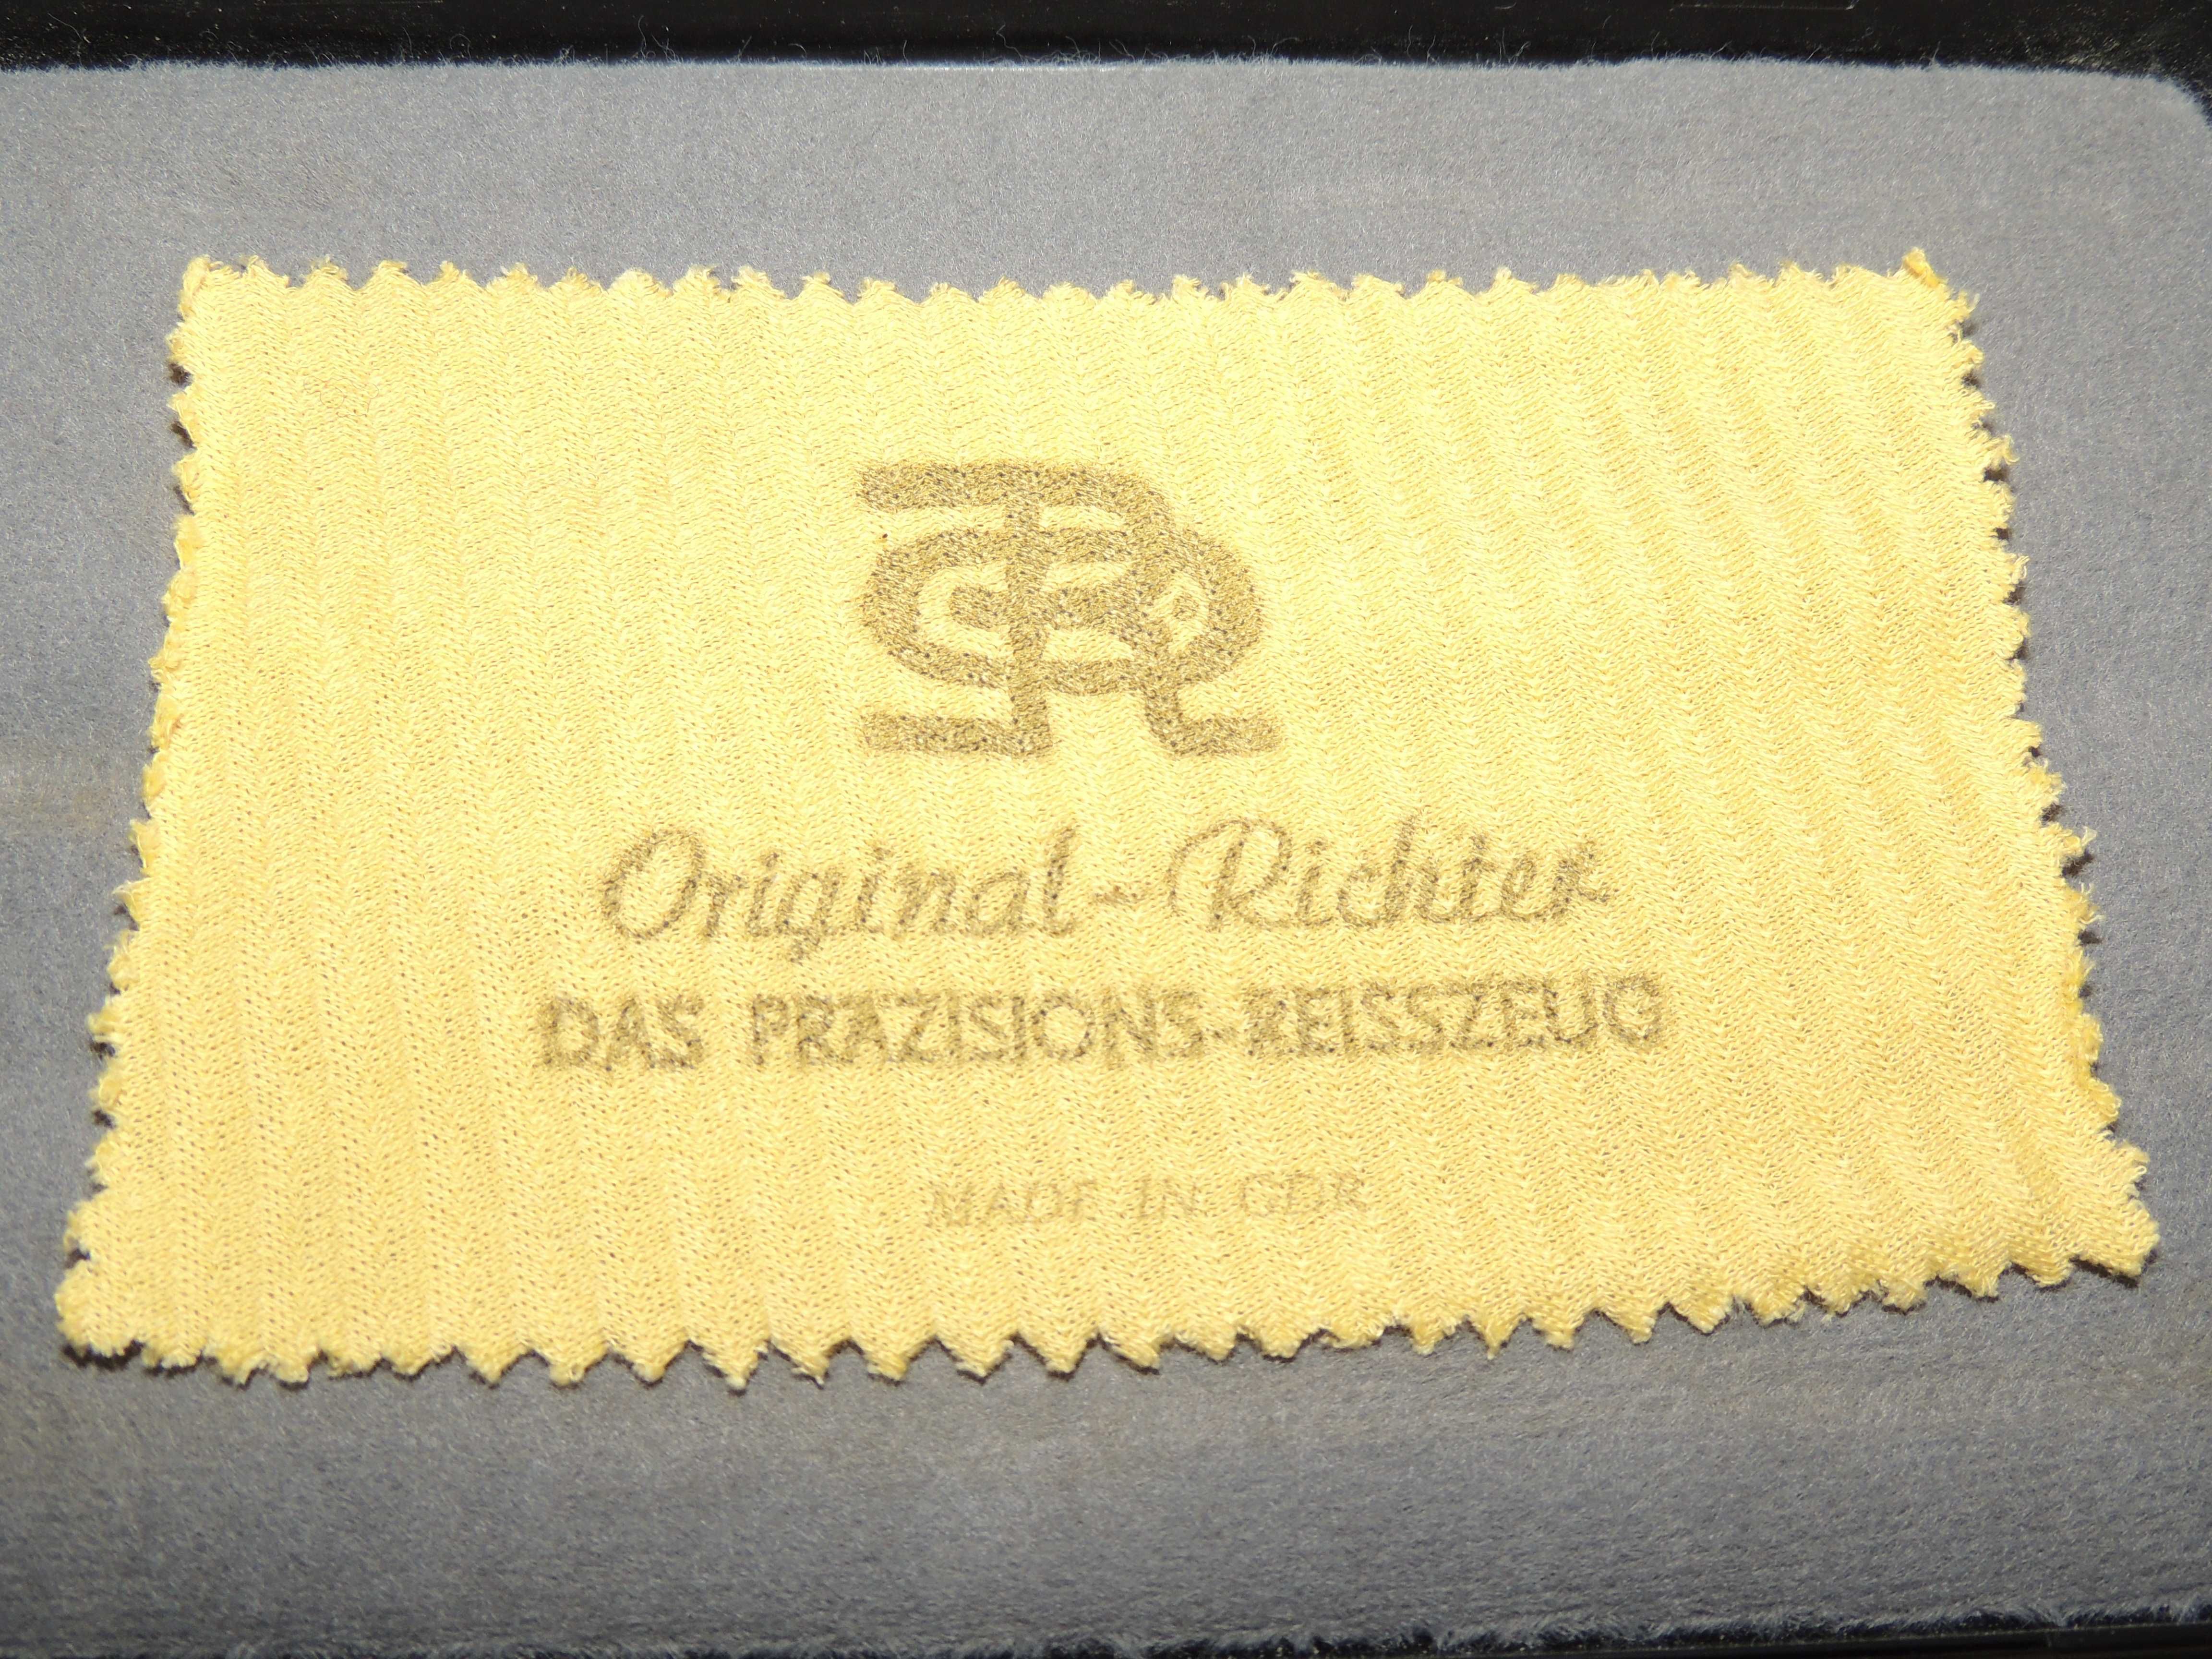 Original-Richter
DAS PRÄZISIONS-REISSZEUG
MADE IN GDR